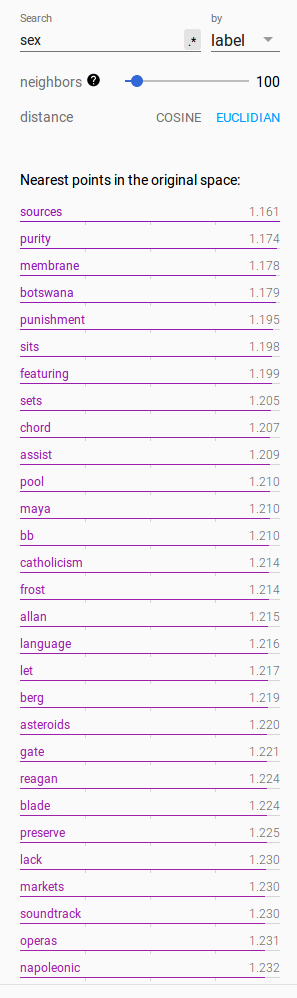 Search by
sex .* label
neighbors ? 100
distance COSINE EUCLIDIAN
Nearest points in the original space:
sources 1.161
purity 1.174
membrane 1.178
botswana 1.179
punishment 1.195
sits 1.198
featuring 1.199
sets 1.205
chord 1.207
assist 1.209
pool 1.210
maya 1.210
bb 1.210
catholicism 1.214
frost 1.214
allan 1.215
language 1.216
let 1.217
berg 1.219
asteroids 1.220
gate 1.221
reagan 1.224
blade 1.224
preserve 1.225
lack 1.230
markets 1.230
soundtrack 1.230
operas 1.231
napoleonic 1.232